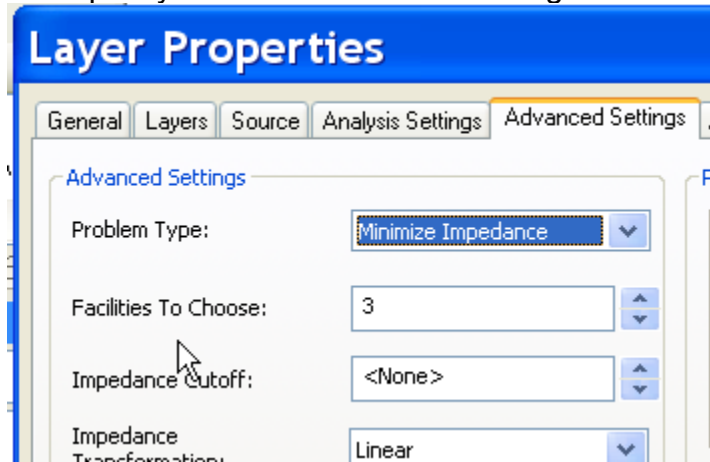 Layer Properties
General Layers Source Analysis Settings Advanced Settings
Advanced Settings
Problem Type: Minimize Impedance
Facilities To Choose: 3
Impedance Cutoff: <None>
Impedance
Transformation: Linear